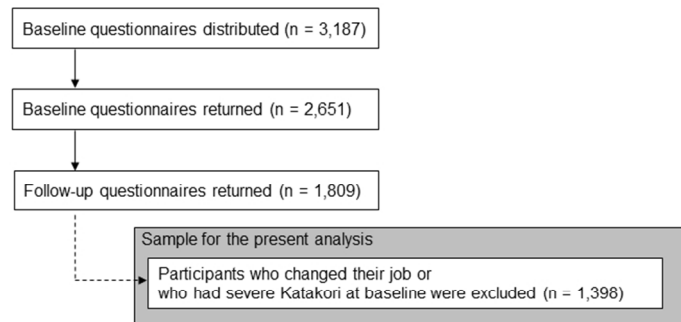 Baseline questionnaires distributed (n = 3,187)
Baseline questionnaires returned (n = 2,651)
Follow-up questionnaires returned (n = 1,809)
Sample for the present analysis
Participants who changed their job or
who had severe Katakori at baseline were excluded (n = 1,398)